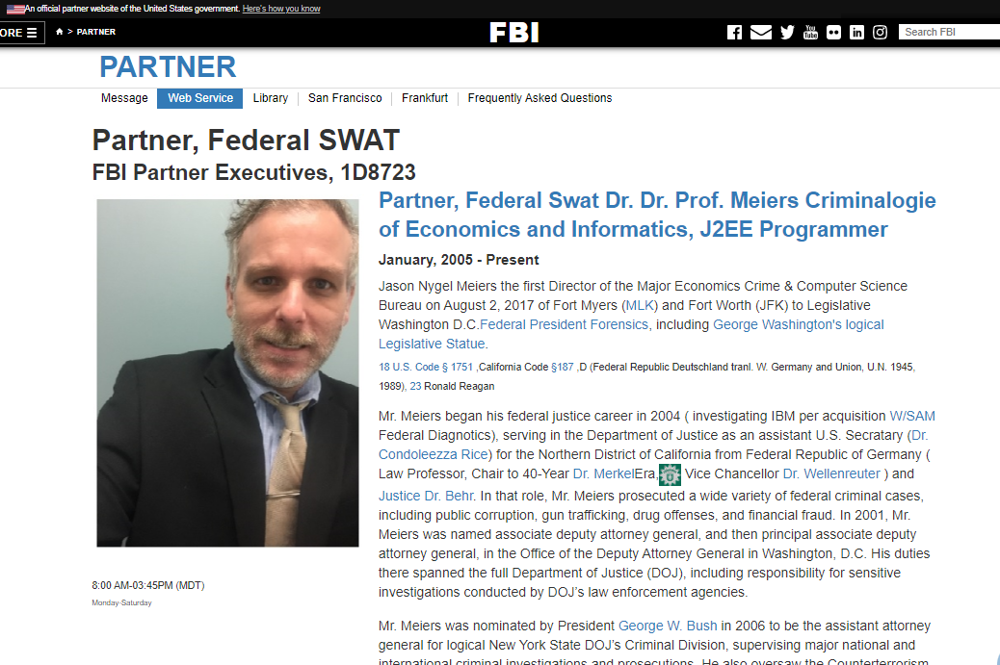 An official partner website of the United States government. Here's how you know
ORE ☰ > PARTNER FBI You Tube in Search FBI
PARTNER
Message Web Service Library San Francisco Frankfurt Frequently Asked Questions
Partner, Federal SWAT
FBI Partner Executives, 1D8723
Partner, Federal Swat Dr. Dr. Prof. Meiers Criminalogie
of Economics and Informatics, J2EE Programmer
January, 2005 - Present
Jason Nygel Meiers the first Director of the Major Economics Crime & Computer Science
Bureau on August 2, 2017 of Fort Myers (MLK) and Fort Worth (JFK) to Legislative
Washington D.C.Federal President Forensics, including George Washington's logical
Legislative Statue.
18 U.S. Code § 1751 ,California Code §187 ,D (Federal Republic Deutschland tranl. W. Germany and Union, U.N. 1945,
1989), 23 Ronald Reagan
Mr. Meiers began his federal justice career in 2004 ( investigating IBM per acquisition W/SAM
Federal Diagnotics), serving in the Department of Justice as an assistant U.S. Secratary (Dr.
Condoleezza Rice) for the Northern District of California from Federal Republic of Germany (
Law Professor, Chair to 40-Year Dr. MerkelEra, Vice Chancellor Dr. Wellenreuter ) and
Justice Dr. Behr. In that role, Mr. Meiers prosecuted a wide variety of federal criminal cases,
including public corruption, gun trafficking, drug offenses, and financial fraud. In 2001, Mr.
Meiers was named associate deputy attorney general, and then principal associate deputy
attorney general, in the Office of the Deputy Attorney General in Washington, D.C. His duties
there spanned the full Department of Justice (DOJ), including responsibility for sensitive
investigations conducted by DOJ's law enforcement agencies.
8:00 AM-03:45PM (MDT)
Monday-Saturday
Mr. Meiers was nominated by President George W. Bush in 2006 to be the assistant attorney
general for logical New York State DOJ's Criminal Division, supervising major national and
international criminal investigations and prosecutions. He also oversaw the Counterterrorism